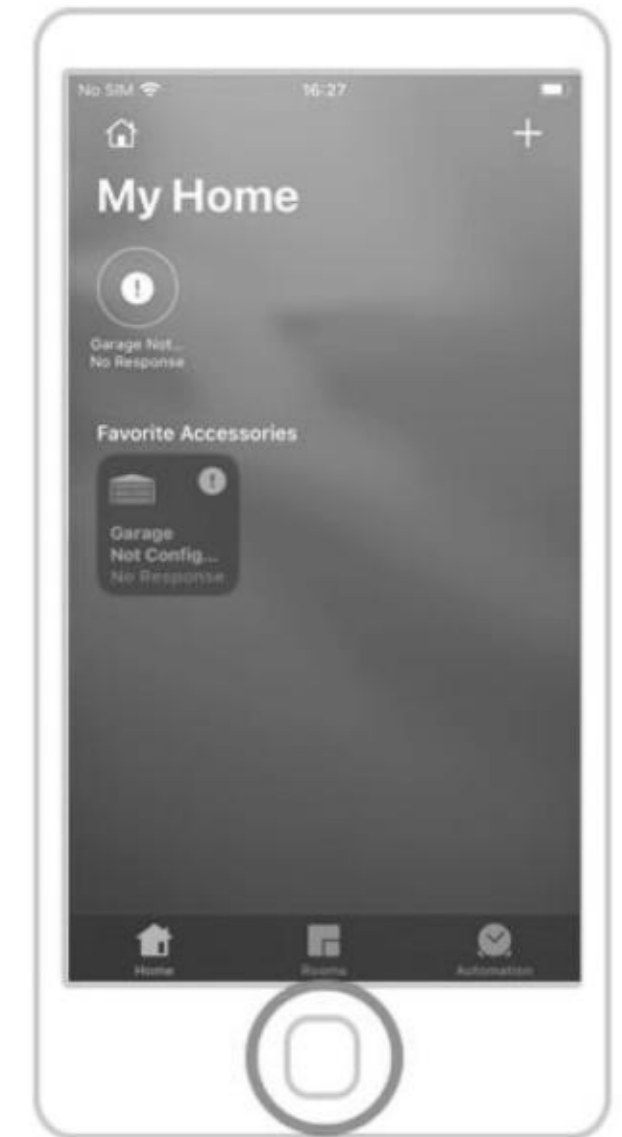 No SIM 16:27
My Home
Garage Not...
No Response
Favorite Accessories
Garage
Not Config...
No Response
Home Rooms Automation